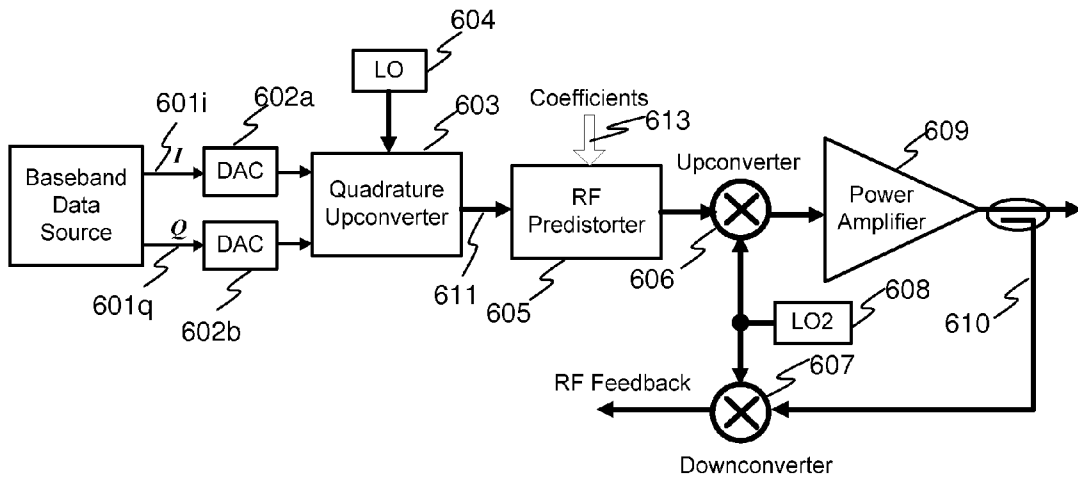 604
LO
602a
603
601i
Coefficients
613
609
I
DAC
Upconverter
Baseband
Data
Source
Quadrature
Upconverter
RF
Predistorter
Power
Amplifier
Q
DAC
606
601q
611
605
608
602b
LO2
610
607
RF Feedback
Downconverter